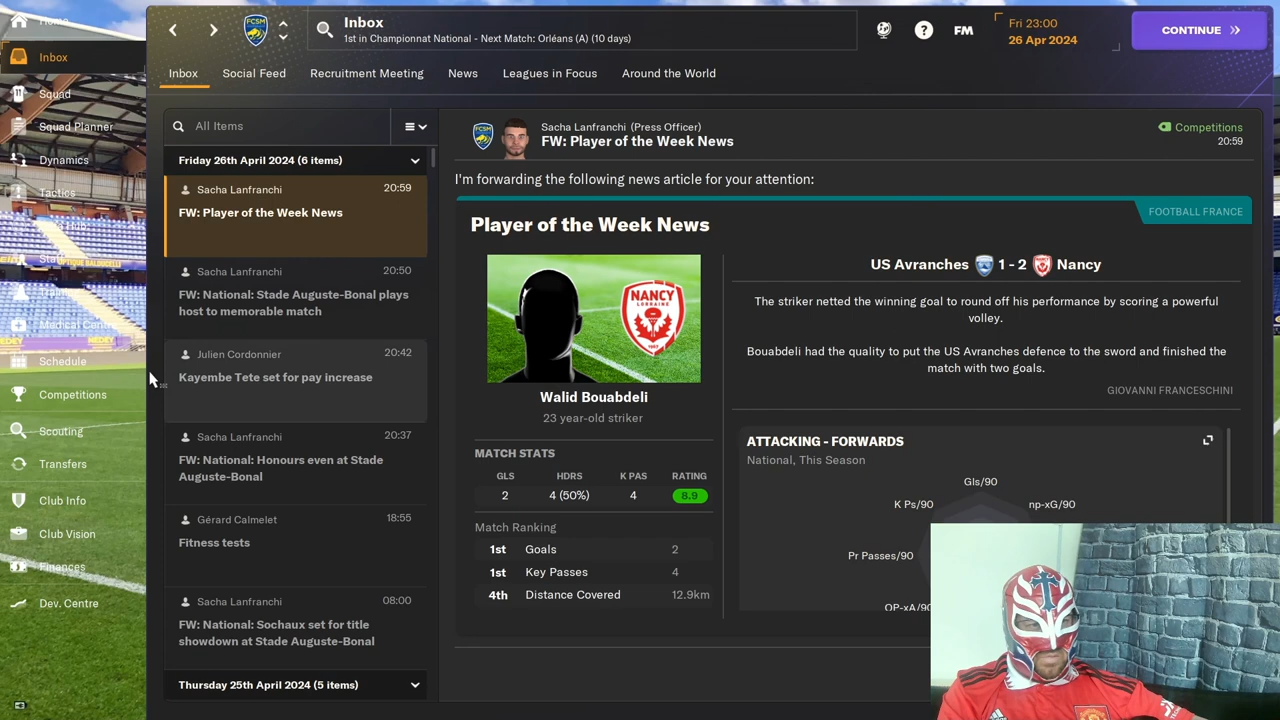 Home
Inbox
Squad
Squad Planner
Dynamics
Tactics
Medical Centre
Schedule
Competitions
Scouting
Transfers
Club Info
Club Vision
Finances
Dev. Centre
FCSM
Inbox
1st in Championnat National - Next Match: Orléans (A) (10 days)
FM
Fri 23:00
26 Apr 2024
CONTINUE
Inbox
Social Feed
Recruitment Meeting
News
Leagues in Focus
Around the World
All Items
Friday 26th April 2024 (6 items)
Sacha Lanfranchi
20:59
FW: Player of the Week News
Sacha Lanfranchi
20:50
FW: National: Stade Auguste-Bonal plays
host to memorable match
Julien Cordonnier
20:42
Kayembe Tete set for pay increase
Sacha Lanfranchi
20:37
FW: National: Honours even at Stade
Auguste-Bonal
Gérard Calmelet
18:55
Fitness tests
Sacha Lanfranchi
08:00
FW: National: Sochaux set for title
showdown at Stade Auguste-Bonal
Thursday 25th April 2024 (5 items)
FCSM
Sacha Lanfranchi (Press Officer)
FW: Player of the Week News
Competitions
20:59
I'm forwarding the following news article for your attention:
FOOTBALL FRANCE
Player of the Week News
NANCY
LORRAINE
Walid Bouabdeli
23 year-old striker
MATCH STATS
GLS HDRS K PAS RATING
2 4 (50%) 4 8.9
Match Ranking
1st Goals 2
1st Key Passes 4
4th Distance Covered 12.9km
US Avranches 1 - 2 Nancy
The striker netted the winning goal to round off his performance by scoring a powerful
volley.
Bouabdeli had the quality to put the US Avranches defence to the sword and finished the
match with two goals.
GIOVANNI FRANCESCHINI
ATTACKING - FORWARDS
National, This Season
Gls/90
K Ps/90
np-xG/90
Pr Passes/90
OP-xA/90